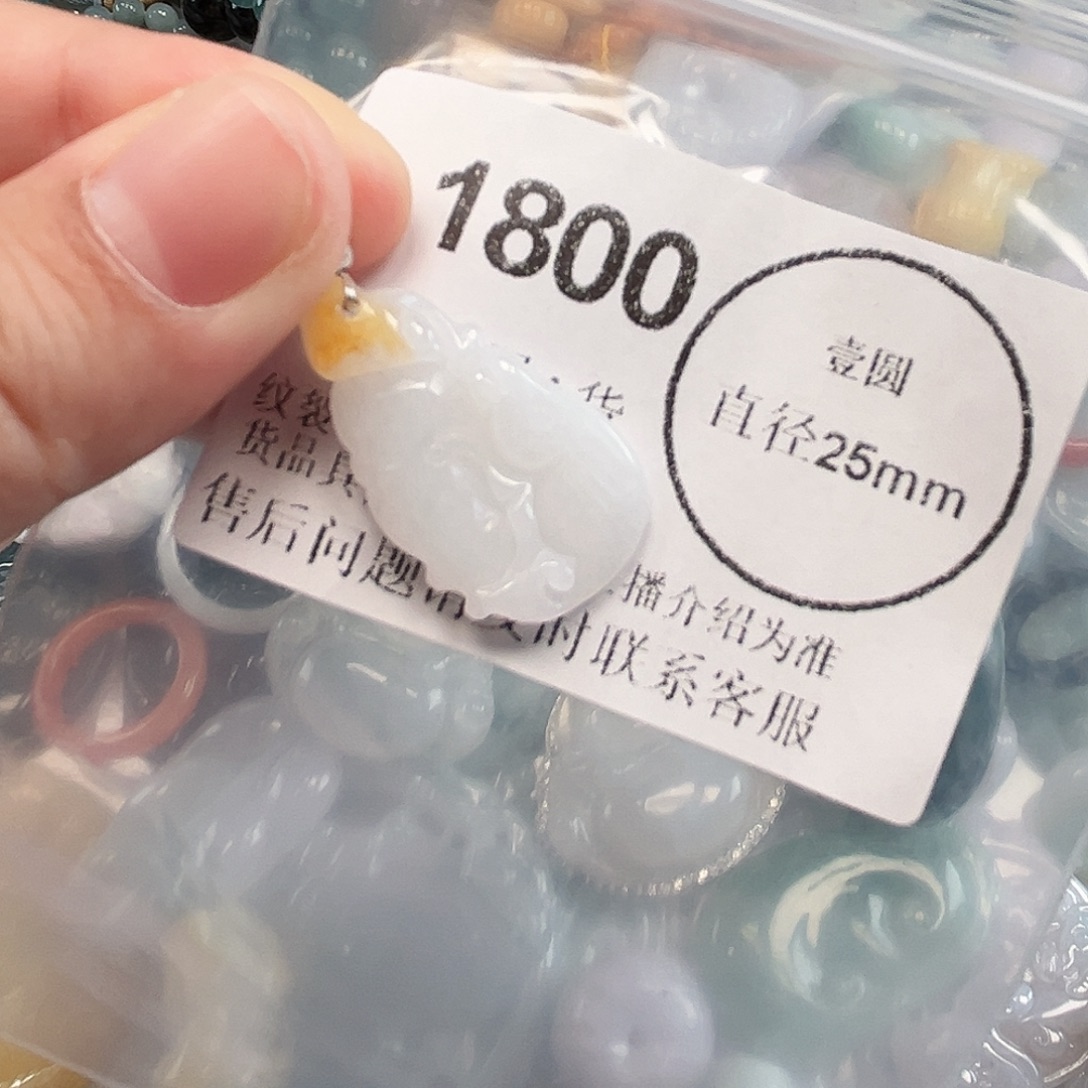 1800
壹圆
直径25mm
货
纹裂
货品
播介绍为准
售后问题 时联系客服